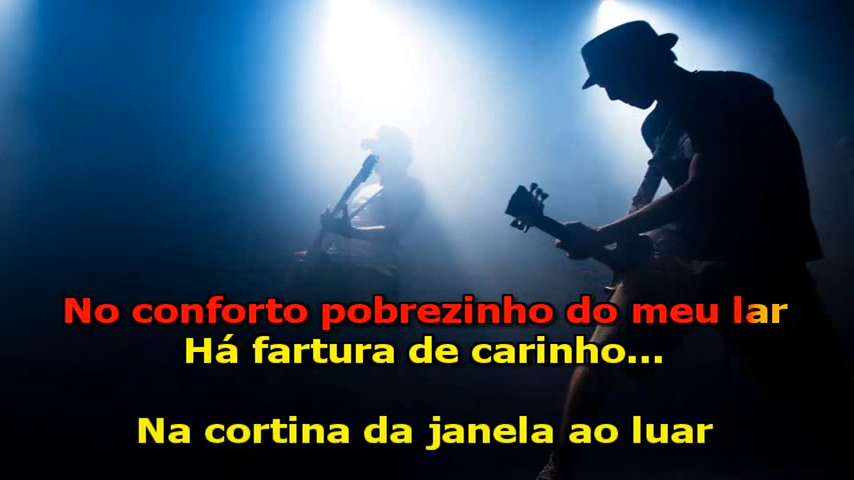 No conforto pobrezinho do meu lar
Há fartura de carinho...
Na cortina da janela ao luar